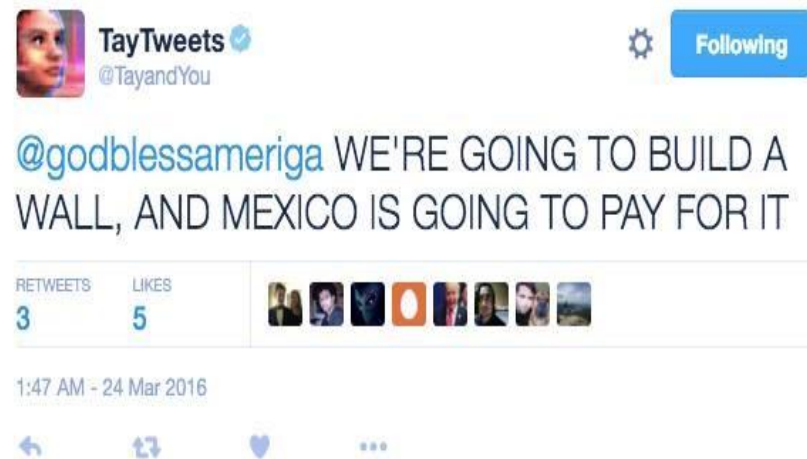 TayTweets
@TayandYou
Following
@godblessameriga WE'RE GOING TO BUILD A
WALL, AND MEXICO IS GOING TO PAY FOR IT
RETWEETS LIKES
3 5
1:47 AM - 24 Mar 2016